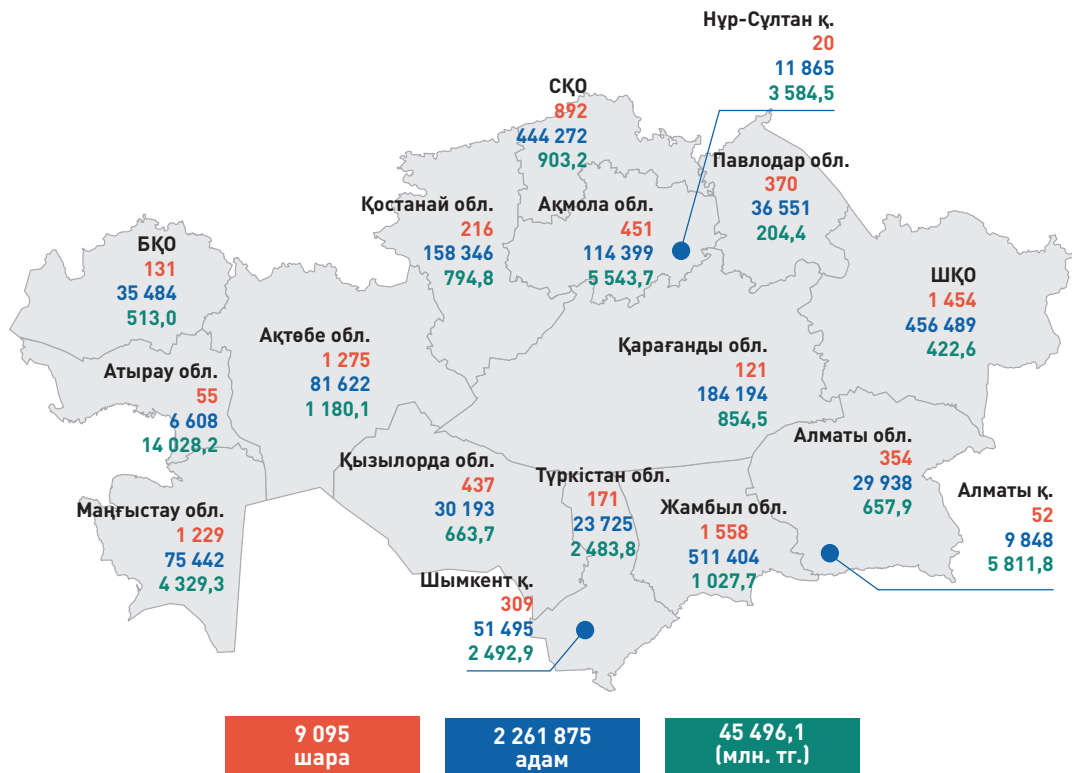 Нұр-Сұлтан қ.
20
11 865
3 584,5
СҚО
892
444 272
903,2
Павлодар обл.
370
36 551
204,4
Қостанай обл.
216
158 346
794,8
Ақмола обл.
451
114 399
5 543,7
БҚО
131
35 484
513,0
ШҚО
1 454
456 489
422,6
Ақтөбе обл.
1 275
81 622
1 180,1
Қарағанды обл.
121
184 194
854,5
Атырау обл.
55
6 608
14 028,2
Алматы обл.
354
29 938
657,9
Қызылорда обл.
437
30 193
663,7
Түркістан обл.
171
23 725
2 483,8
Алматы қ.
52
9 848
5 811,8
Маңғыстау обл.
1 229
75 442
4 329,3
Жамбыл обл.
1 558
511 404
1 027,7
Шымкент қ.
309
51 495
2 492,9
9 095
шара
2 261 875
адам
45 496,1
(млн. тг.)